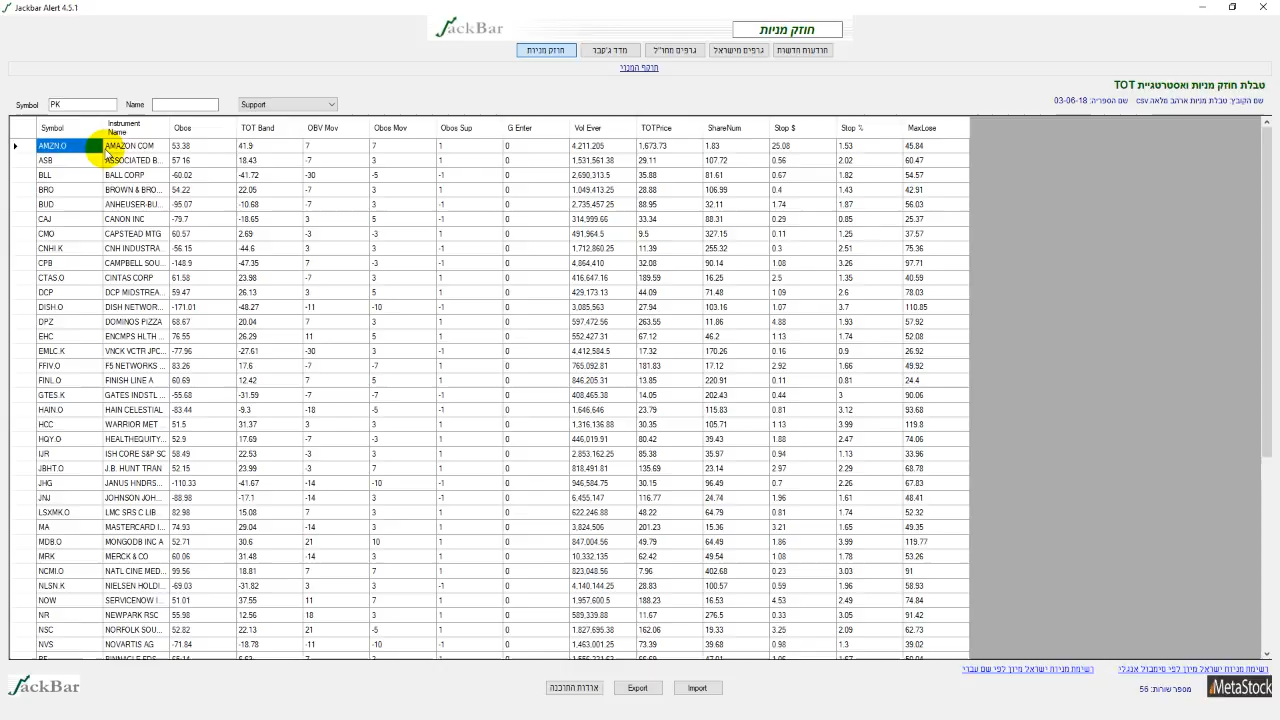 Jackbar Alert 4.5.1
JackBar
חוזק מניות
חוזק מניות מדד ג'קבר גרפים מחו"ל גרפים מישראל הודעות חדשות
תוקף המנוי
טבלת חוזק מניות ואסטרטגיית TOT
שם הקובץ: טבלת מניות ארהב מלאה.csv שם הספריה: 03-06-18
Symbol PK Name Support
Symbol Instrument Name Obos TOT Band OBV Mov Obos Mov Obos Sup G Enter Vol Ever TOTPrice ShareNum Stop $ Stop % MaxLose
AMZN.O AMAZON COM 53.38 41.9 7 7 1 0 4,211,205 1,673.73 1.83 25.08 1.53 45.84
ASB ASSOCIATED B... 57.16 18.43 -7 3 1 0 1,531,561.38 29.11 107.72 0.56 2.02 60.47
BLL BALL CORP -60.02 -41.72 -30 -5 -1 0 2,690,313.5 35.88 81.61 0.67 1.82 54.57
BRO BROWN & BRO... 54.22 22.05 -7 3 1 0 1,049,413.25 28.88 106.99 0.4 1.43 42.91
BUD ANHEUSER-BU... -95.07 -10.68 -7 3 -1 0 2,735,457.25 88.95 32.11 1.74 1.87 56.03
CAJ CANON INC -79.7 -18.65 3 5 -1 0 314,999.66 33.34 88.31 0.29 0.85 25.37
CMO CAPSTEAD MTG 60.57 2.69 -3 -3 1 0 491,964.5 9.5 327.15 0.11 1.25 37.57
CNHI.K CNH INDUSTRA... -56.15 -44.6 3 3 -1 0 1,712,860.25 11.39 255.32 0.3 2.51 75.36
CPB CAMPBELL SOU... -148.9 -47.35 7 -3 -1 0 4,864,410 32.08 90.14 1.08 3.26 97.71
CTAS.O CINTAS CORP 61.58 23.98 -7 3 1 0 416,647.16 189.59 16.25 2.5 1.35 40.59
DCP DCP MIDSTREA... 59.47 26.13 3 5 1 0 429,173.13 44.09 71.48 1.09 2.6 78.03
DISH.O DISH NETWOR... -171.01 -48.27 -11 -10 -1 0 3,085,563 27.94 103.16 1.07 3.7 110.85
DPZ DOMINOS PIZZA 68.67 20.04 7 3 1 0 597,472.56 263.55 11.86 4.88 1.93 57.92
EHC ENCMPS HLTH ... 76.55 26.29 11 5 1 0 552,427.31 67.12 46.2 1.13 1.74 52.08
EMLC.K VNCK VCTR JPC... -77.96 -27.61 -30 3 -1 0 4,412,584.5 17.32 170.26 0.16 0.9 26.92
FFIV.O F5 NETWORKS ... 83.26 17.6 -7 -7 1 0 765,092.81 181.83 17.12 2.92 1.66 49.92
FINL.O FINISH LINE A 60.69 12.42 7 5 1 0 846,205.31 13.85 220.91 0.11 0.81 24.4
GTES.K GATES INDSTL ... -55.68 -31.59 -7 -7 -1 0 408,465.38 14.05 202.43 0.44 3 90.06
HAIN.O HAIN CELESTIAL -83.44 -9.3 -18 -5 -1 0 1,646,646 23.79 115.83 0.81 3.12 93.68
HCC WARRIOR MET ... 51.5 31.37 3 3 1 0 1,316,136.88 30.35 105.71 1.13 3.99 119.8
HQY.O HEALTHEQUITY... 52.9 17.69 -7 -3 1 0 446,019.91 80.42 39.43 1.88 2.47 74.06
IJR ISH CORE S&P SC 58.49 22.53 -3 3 1 0 2,853,162.25 85.38 35.97 0.94 1.13 33.96
JBHT.O J.B. HUNT TRAN 52.15 23.99 -3 7 1 0 818,491.81 135.69 23.14 2.97 2.29 68.78
JHG JANUS HNDRS... -110.33 -41.67 -14 -10 -1 0 946,584.75 30.15 96.49 0.7 2.26 67.83
JNJ JOHNSON JOH... -88.98 -17.1 -14 3 -1 0 6,455,147 116.77 24.74 1.96 1.61 48.41
LSXMK.O LMC SRS C LIB 82.98 15.08 7 3 1 0 622,246.88 48.22 64.79 0.81 1.74 52.32
MA MASTERCARD I... 74.93 29.04 -14 3 1 0 3,824,506 201.23 15.36 3.21 1.65 49.35
MDB.O MONGODB INC A 52.71 30.6 21 10 1 0 847,004.56 49.79 64.49 1.86 3.99 119.77
MRK MERCK & CO 60.06 31.48 -14 3 1 0 10,332,135 62.42 49.54 1.08 1.78 53.26
NCMI.O NATL CINE MED... 99.56 18.81 7 7 1 0 823,048.56 7.96 402.68 0.23 3.03 91
NLSN.K NIELSEN HOLDI... -69.03 -31.82 3 3 -1 0 4,140,144.25 28.83 100.57 0.59 1.96 58.93
NOW SERVICENOW I... 51.01 37.55 11 7 1 0 1,957,600.5 188.23 16.53 4.53 2.49 74.84
NR NEWPARK RSC 55.98 12.56 18 3 1 0 589,339.88 11.67 276.5 0.33 3.05 91.42
NSC NORFOLK SOU... 52.82 22.13 21 -5 1 0 1,827,695.38 162.06 19.33 3.25 2.09 62.73
NVS NOVARTIS AG -71.84 -18.78 11 3 -1 0 1,463,001.25 73.39 39.68 0.98 1.3 39.02
רשימת מניות ישראל מיון לפי שם עברי רשימת מניות ישראל מיון לפי סימבול אנגלי
JackBar אודות התוכנה Export Import מספר שורות: 56 MetaStock